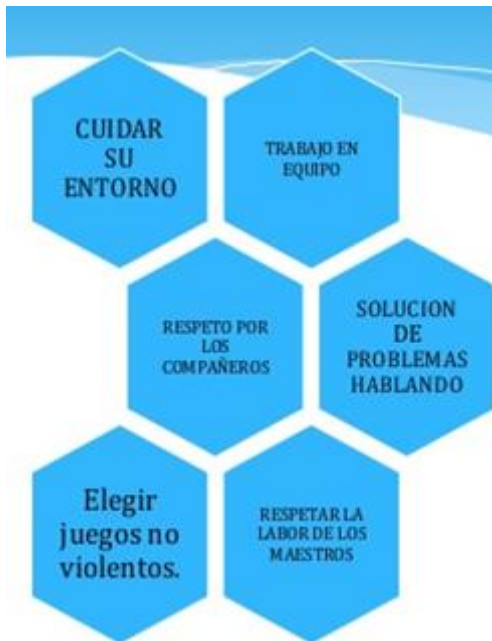 CUIDAR
SU
ENTORNO
TRABAJO EN
EQUIPO
RESPETO POR
LOS
COMPAÑEROS
SOLUCION
DE
PROBLEMAS
HABLANDO
Elegir
juegos no
violentos.
RESPETAR LA
LABOR DE LOS
MAESTROS